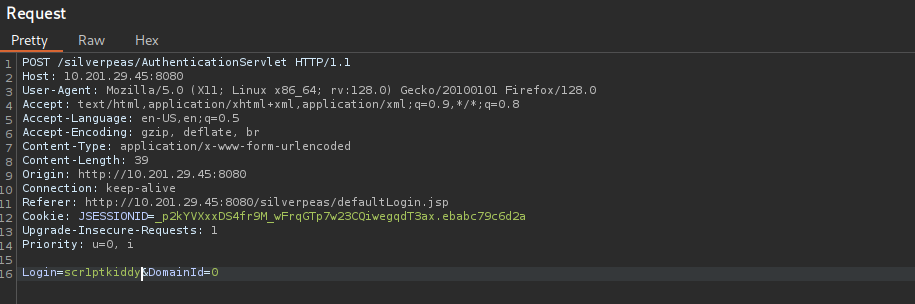 Request
Pretty Raw Hex
1 POST /silverpeas/AuthenticationServlet HTTP/1.1
2 Host: 10.201.29.45:8080
3 User-Agent: Mozilla/5.0 (X11; Linux x86_64; rv:128.0) Gecko/20100101 Firefox/128.0
4 Accept: text/html,application/xhtml+xml,application/xml;q=0.9,*/*;q=0.8
5 Accept-Language: en-US,en;q=0.5
6 Accept-Encoding: gzip, deflate, br
7 Content-Type: application/x-www-form-urlencoded
8 Content-Length: 39
9 Origin: http://10.201.29.45:8080
10 Connection: keep-alive
11 Referer: http://10.201.29.45:8080/silverpeas/defaultLogin.jsp
12 Cookie: JSESSIONID=_p2kYVXxxDS4fr9M_wFrqGTp7w23CQiwegqdT3ax.ebabc79c6d2a
13 Upgrade-Insecure-Requests: 1
14 Priority: u=0, i
15
16 Login=scr1ptkiddy&DomainId=0